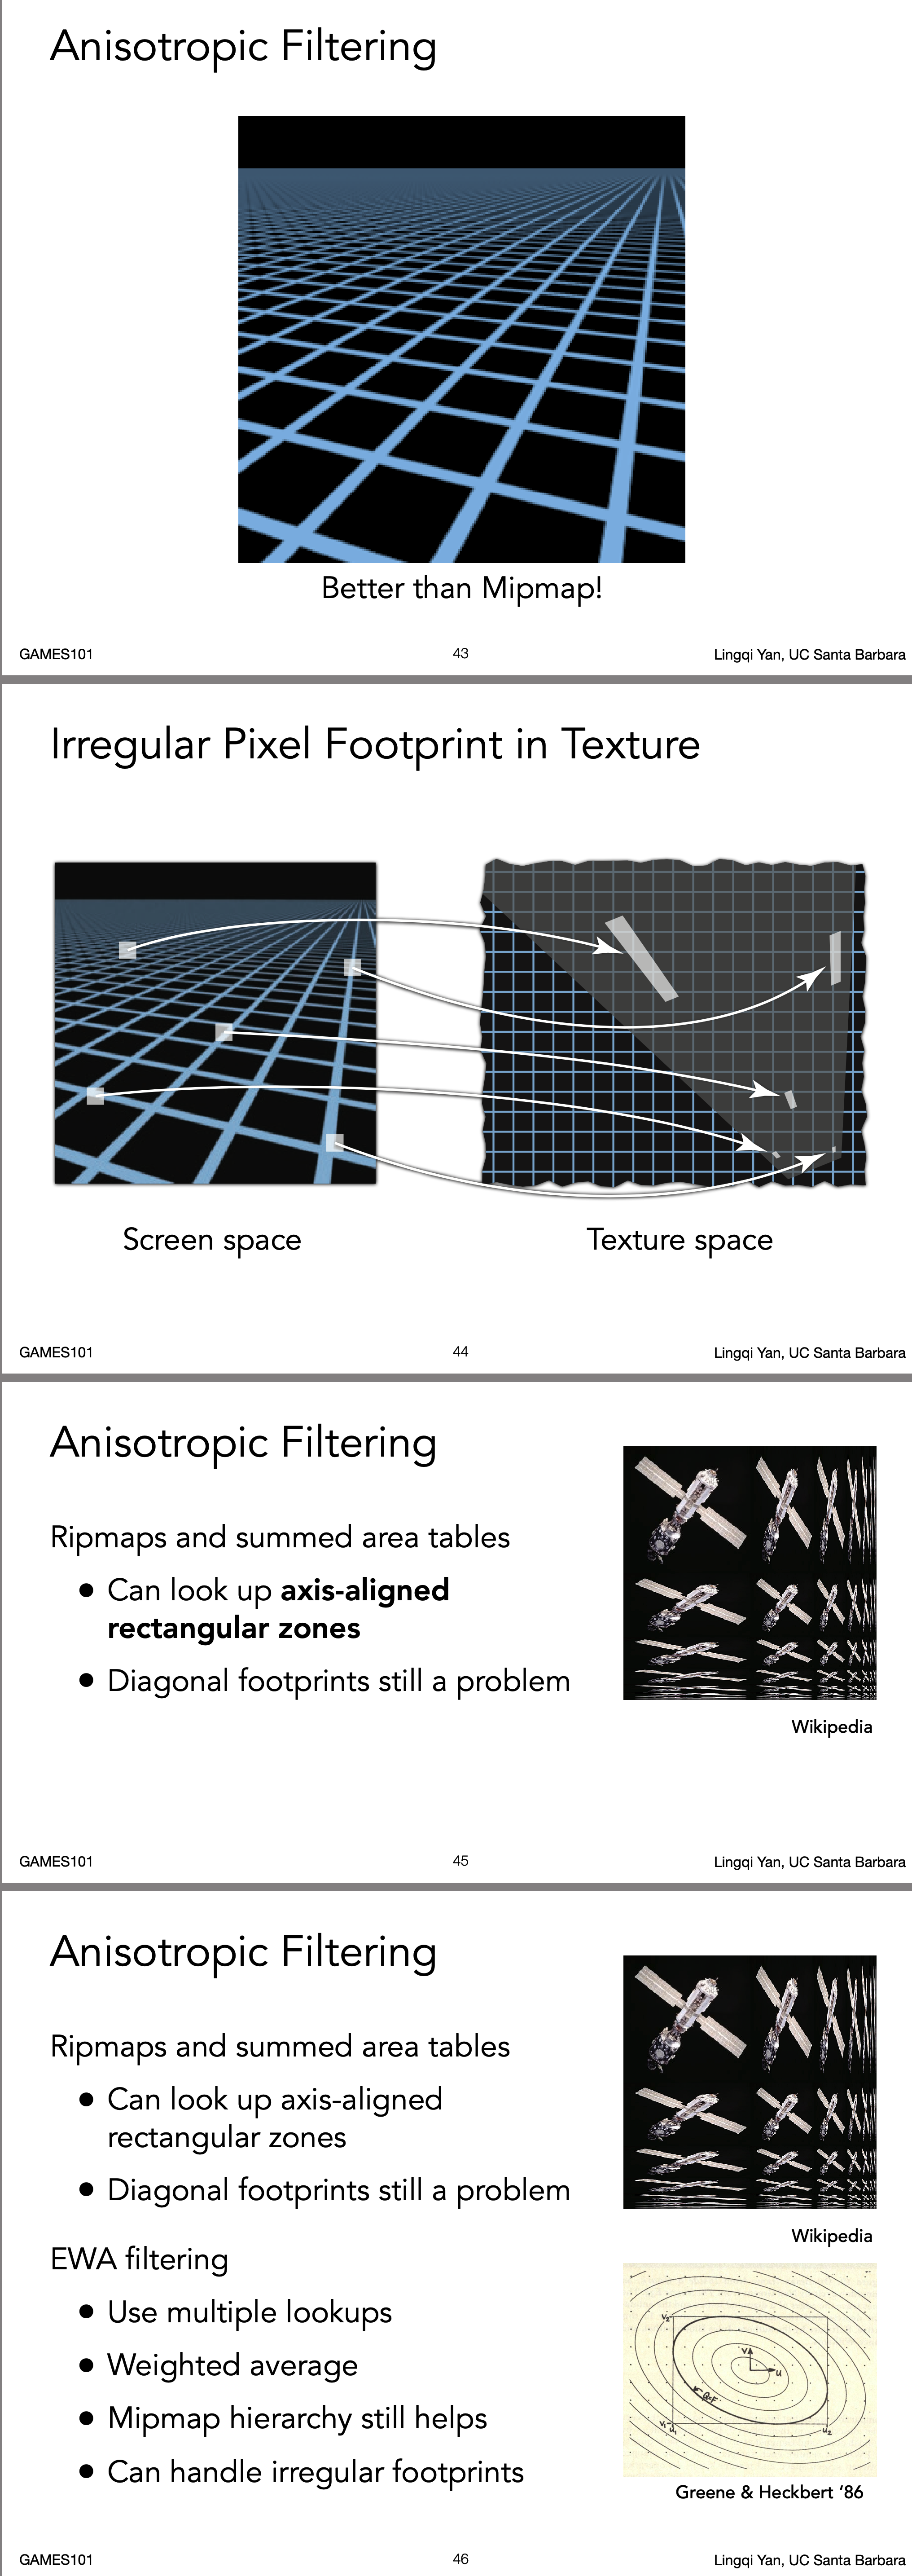 Anisotropic Filtering
Better than Mipmap!
GAMES101
43
Lingqi Yan, UC Santa Barbara
Irregular Pixel Footprint in Texture
Screen space
Texture space
GAMES101
44
Lingqi Yan, UC Santa Barbara
Anisotropic Filtering
Ripmaps and summed area tables
• Can look up axis-aligned
rectangular zones
• Diagonal footprints still a problem
Wikipedia
GAMES101
45
Lingqi Yan, UC Santa Barbara
Anisotropic Filtering
Ripmaps and summed area tables
• Can look up axis-aligned
rectangular zones
• Diagonal footprints still a problem
Wikipedia
EWA filtering
• Use multiple lookups
• Weighted average
• Mipmap hierarchy still helps
• Can handle irregular footprints
V₂
V
U
V₁
U₁
U₂
Greene & Heckbert ‘86
GAMES101
46
Lingqi Yan, UC Santa Barbara